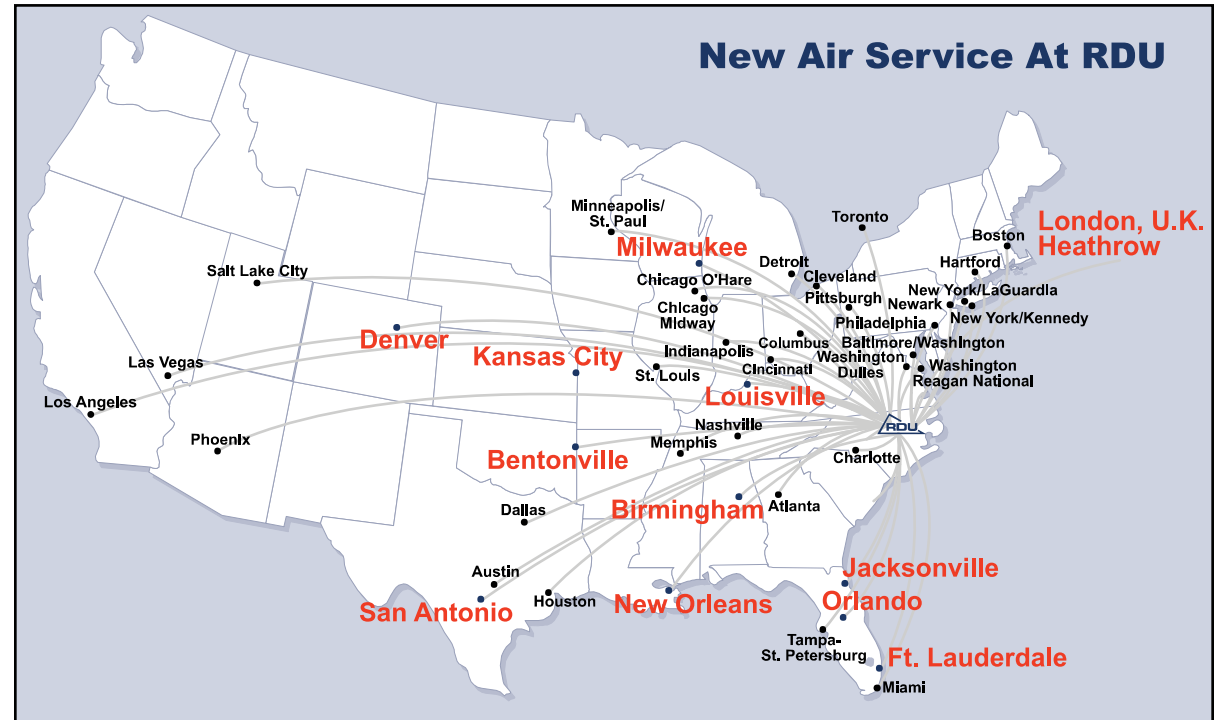 New Air Service At RDU
Minneapolis/
St. Paul
Milwaukee
Toronto
London, U.K.
Heathrow
Boston
Salt Lake City
Detroit
Cleveland
Hartford
Chicago O'Hare
Pittsburgh
New York/LaGuardia
Newark
Chicago
Midway
New York/Kennedy
Philadelphia
Denver
Columbus
Baltimore/Washington
Indianapolis
Kansas City
Washington
Dulles
Las Vegas
St. Louis
Cincinnati
Washington
Reagan National
Los Angeles
Louisville
Nashville
RDU
Phoenix
Memphis
Bentonville
Charlotte
Dallas
Birmingham
Atlanta
Austin
Jacksonville
San Antonio
Houston
New Orleans
Orlando
Tampa-
St. Petersburg
Ft. Lauderdale
Miami